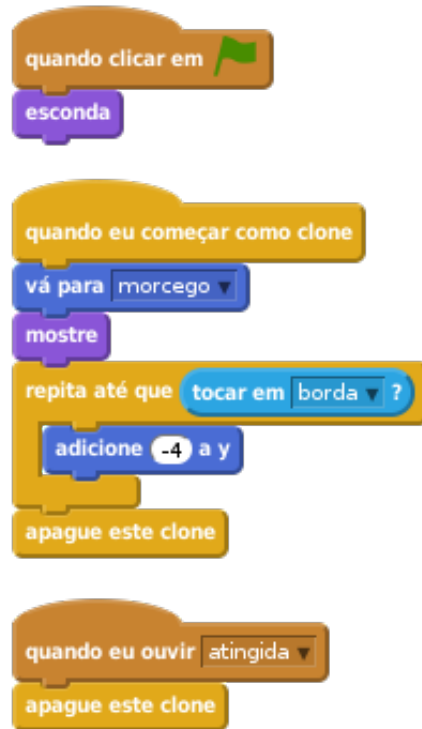 quando clicar em
esconda
quando eu começar como clone
vá para morcego
mostre
repita até que tocar em borda ?
adicione -4 a y
apague este clone
quando eu ouvir atingida
apague este clone